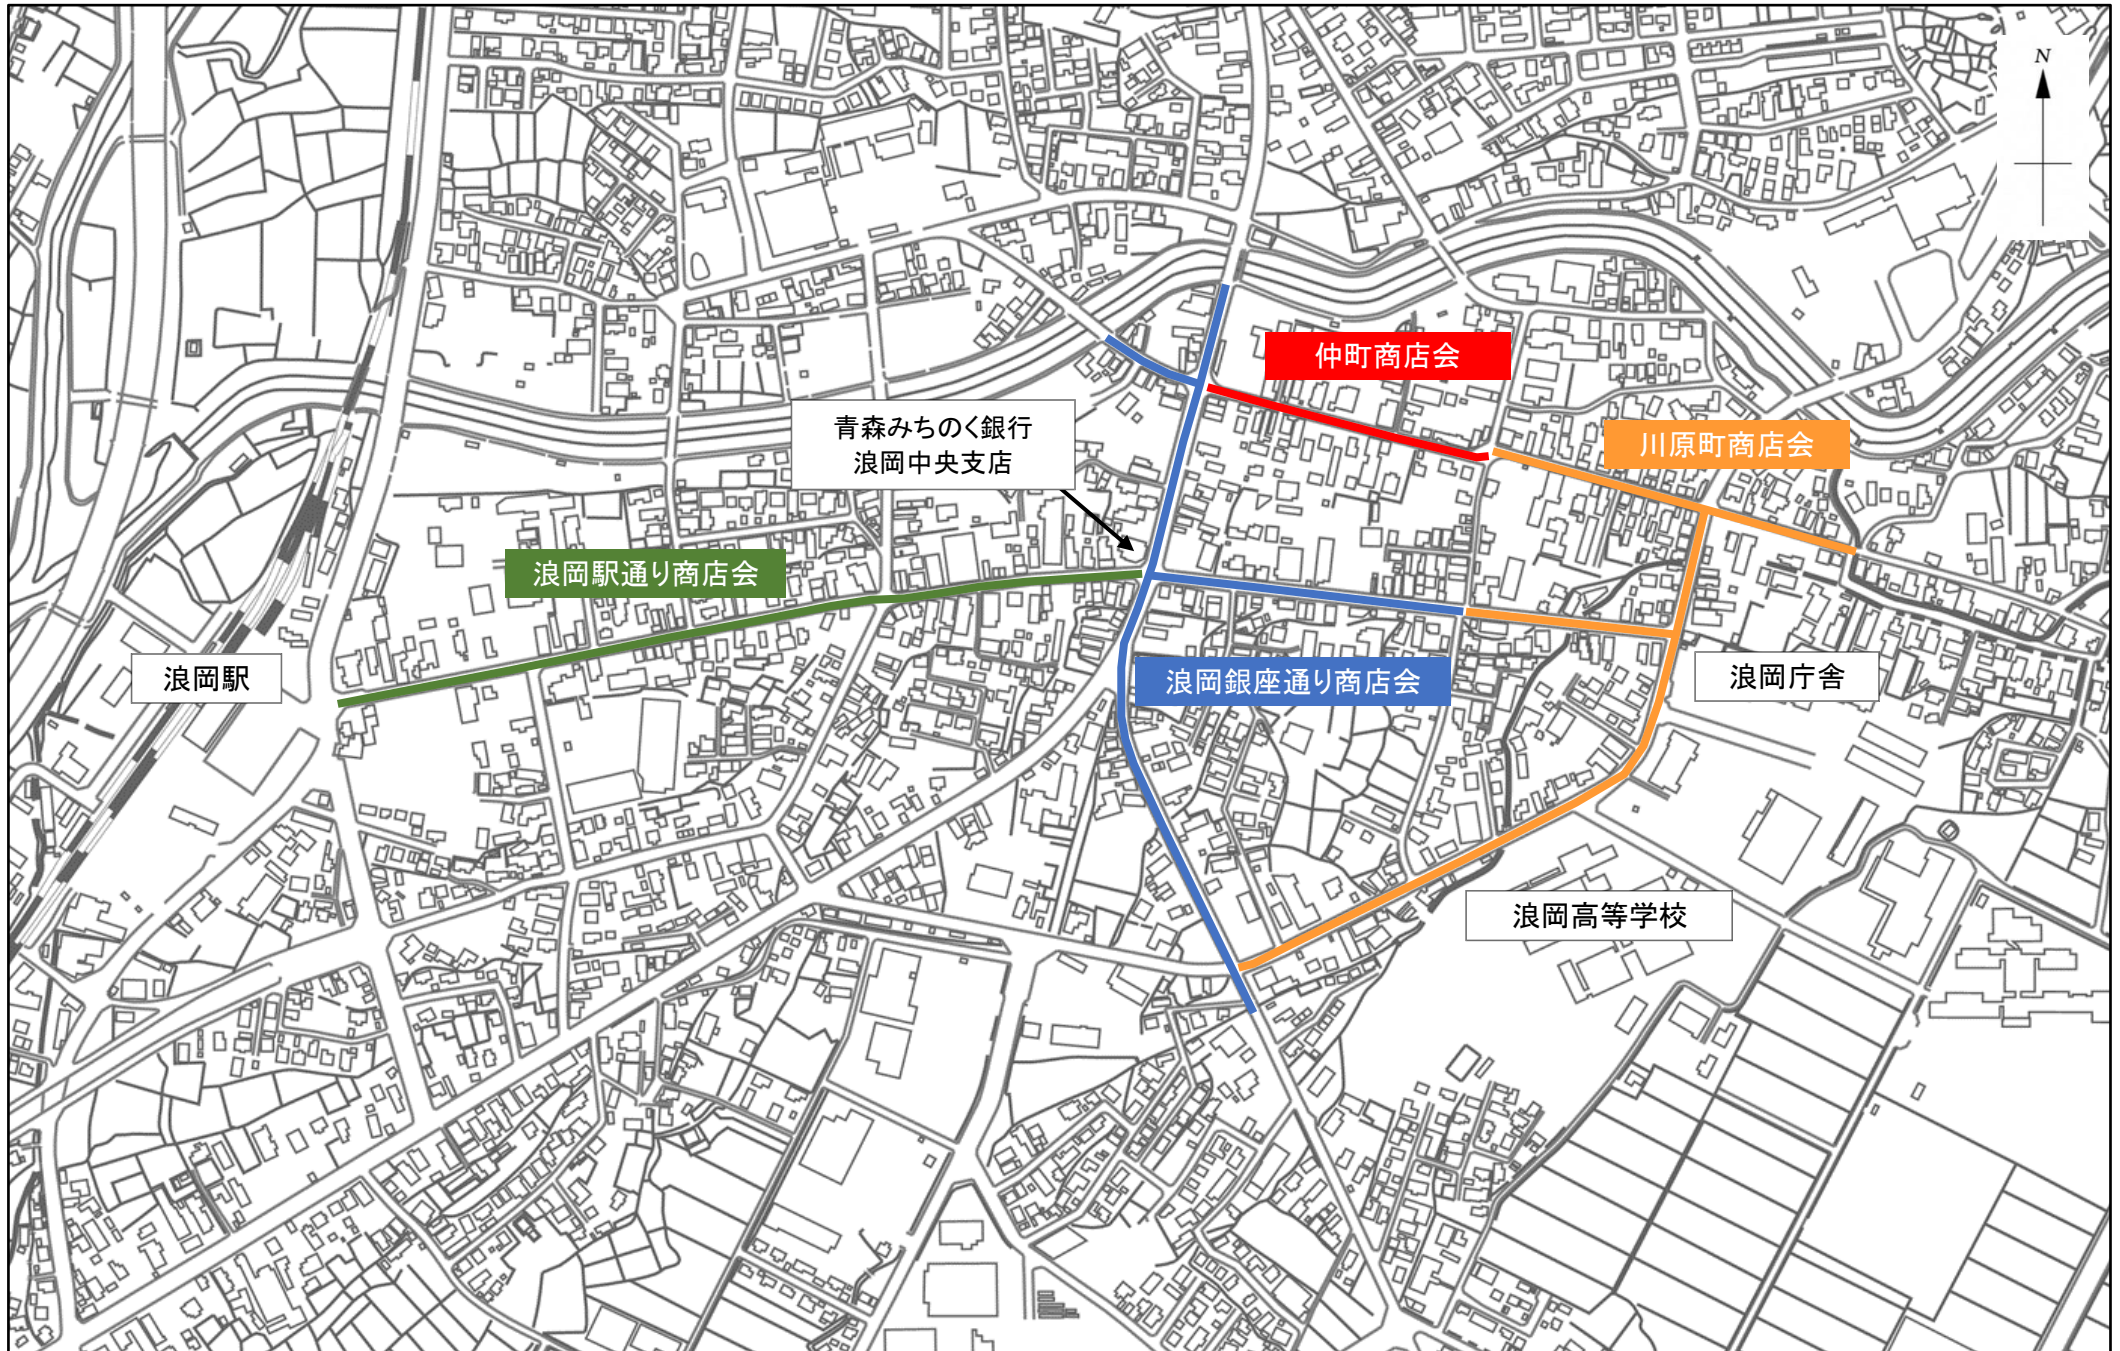 N
仲町商店会
青森みちのく銀行
浪岡中央支店
川原町商店会
浪岡駅通り商店会
浪岡駅
浪岡銀座通り商店会
浪岡庁舎
浪岡高等学校